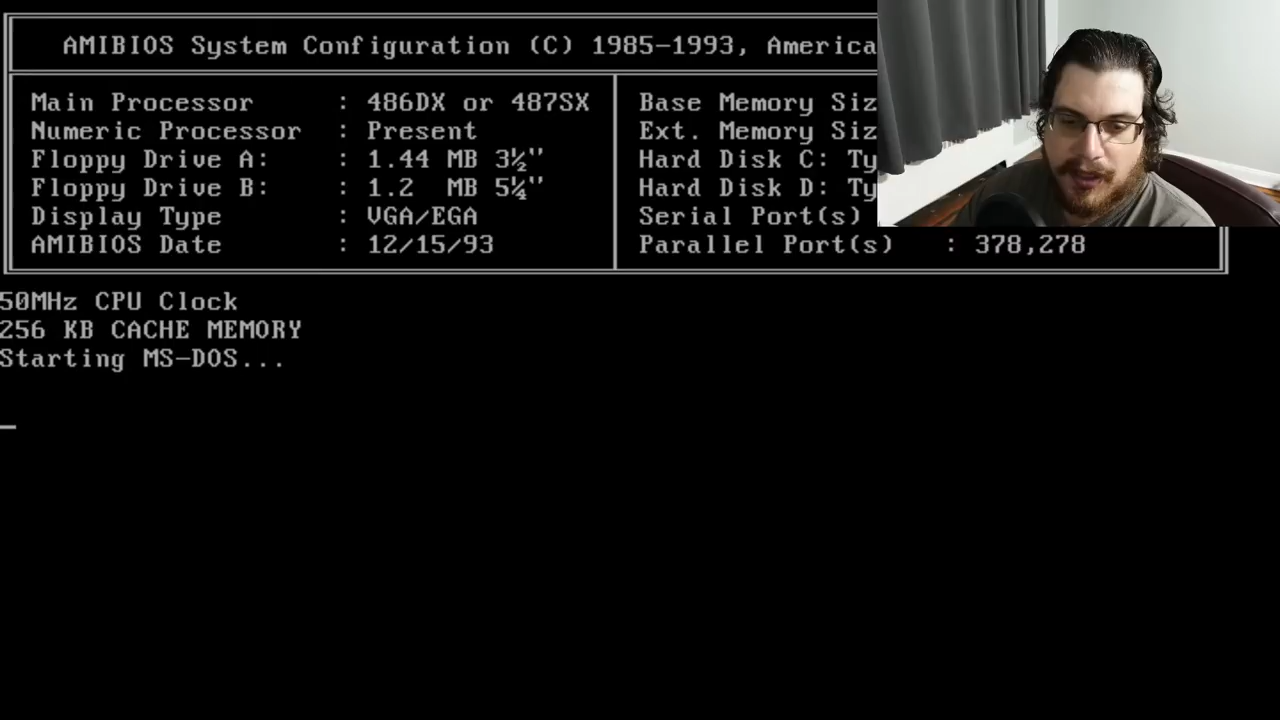 AMIBIOS System Configuration (C) 1985-1993, America
Main Processor : 486DX or 487SX
Base Memory Siz
Numeric Processor : Present
Ext. Memory Siz
Floppy Drive A: : 1.44 MB 3½"
Hard Disk C: Ty
Floppy Drive B: : 1.2 MB 5¼"
Hard Disk D: Ty
Display Type : VGA/EGA
Serial Port(s)
AMIBIOS Date : 12/15/93
Parallel Port(s) : 378,278
50MHz CPU Clock
256 KB CACHE MEMORY
Starting MS-DOS...